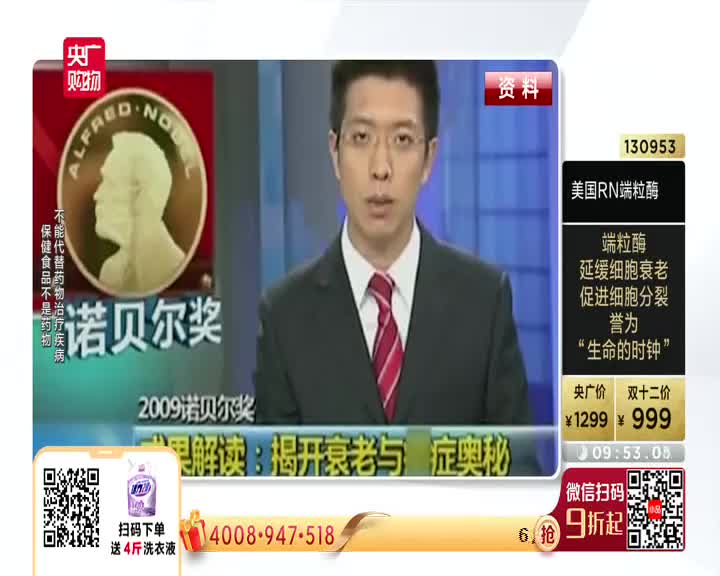 央广
购物
资料
ALFRED·NOBEL
诺贝尔奖
不能代替药物治疗疾病
保健食品不是药物
2009诺贝尔奖
成果解读：揭开衰老与 症奥秘
130953
美国RN端粒酶
端粒酶
延缓细胞衰老
促进细胞分裂
誉为
“生命的时钟”
央广价
¥1299
双十二价
¥ 999
09:53.08
扫码下单
送 4斤洗衣液
4008·947·518
抢
微信扫码
9折起